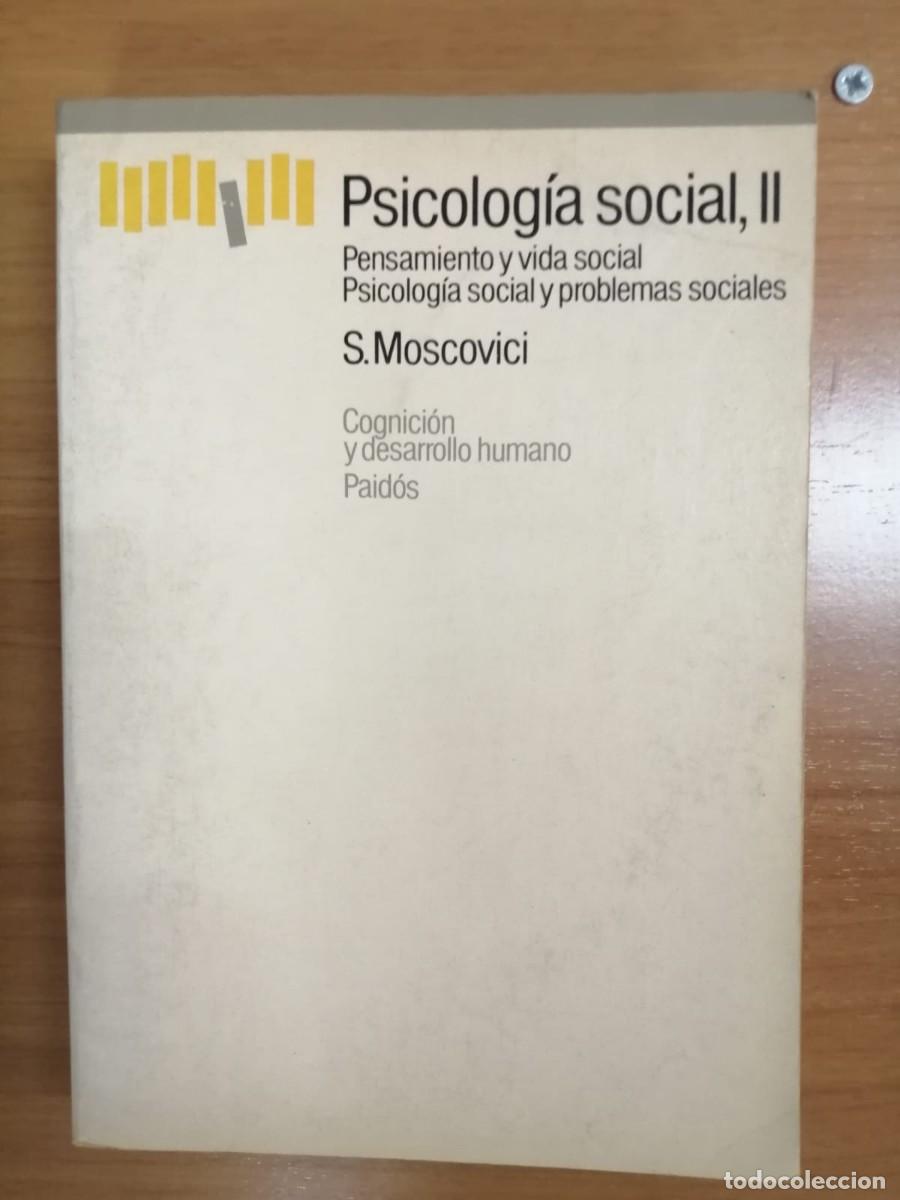 Psicología social, II
Pensamiento y vida social
Psicología social y problemas sociales
S. Moscovici
Cognición
y desarrollo humano
Paidós
todocoleccion